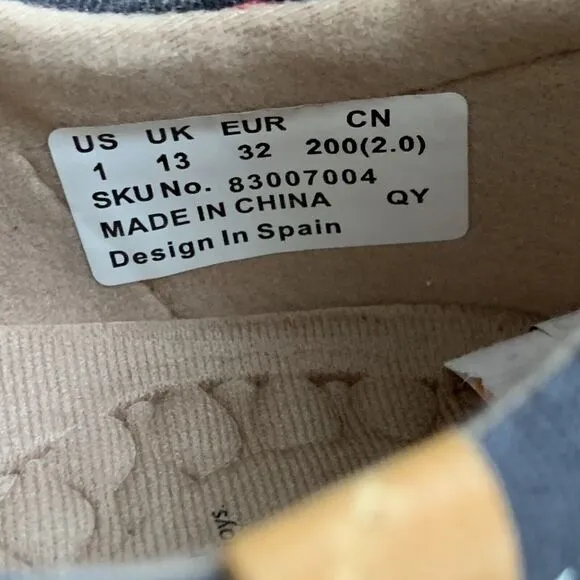 US UK EUR CN
1 13 32 200(2.0)
SKU No. 83007004
MADE IN CHINA QY
Design In Spain